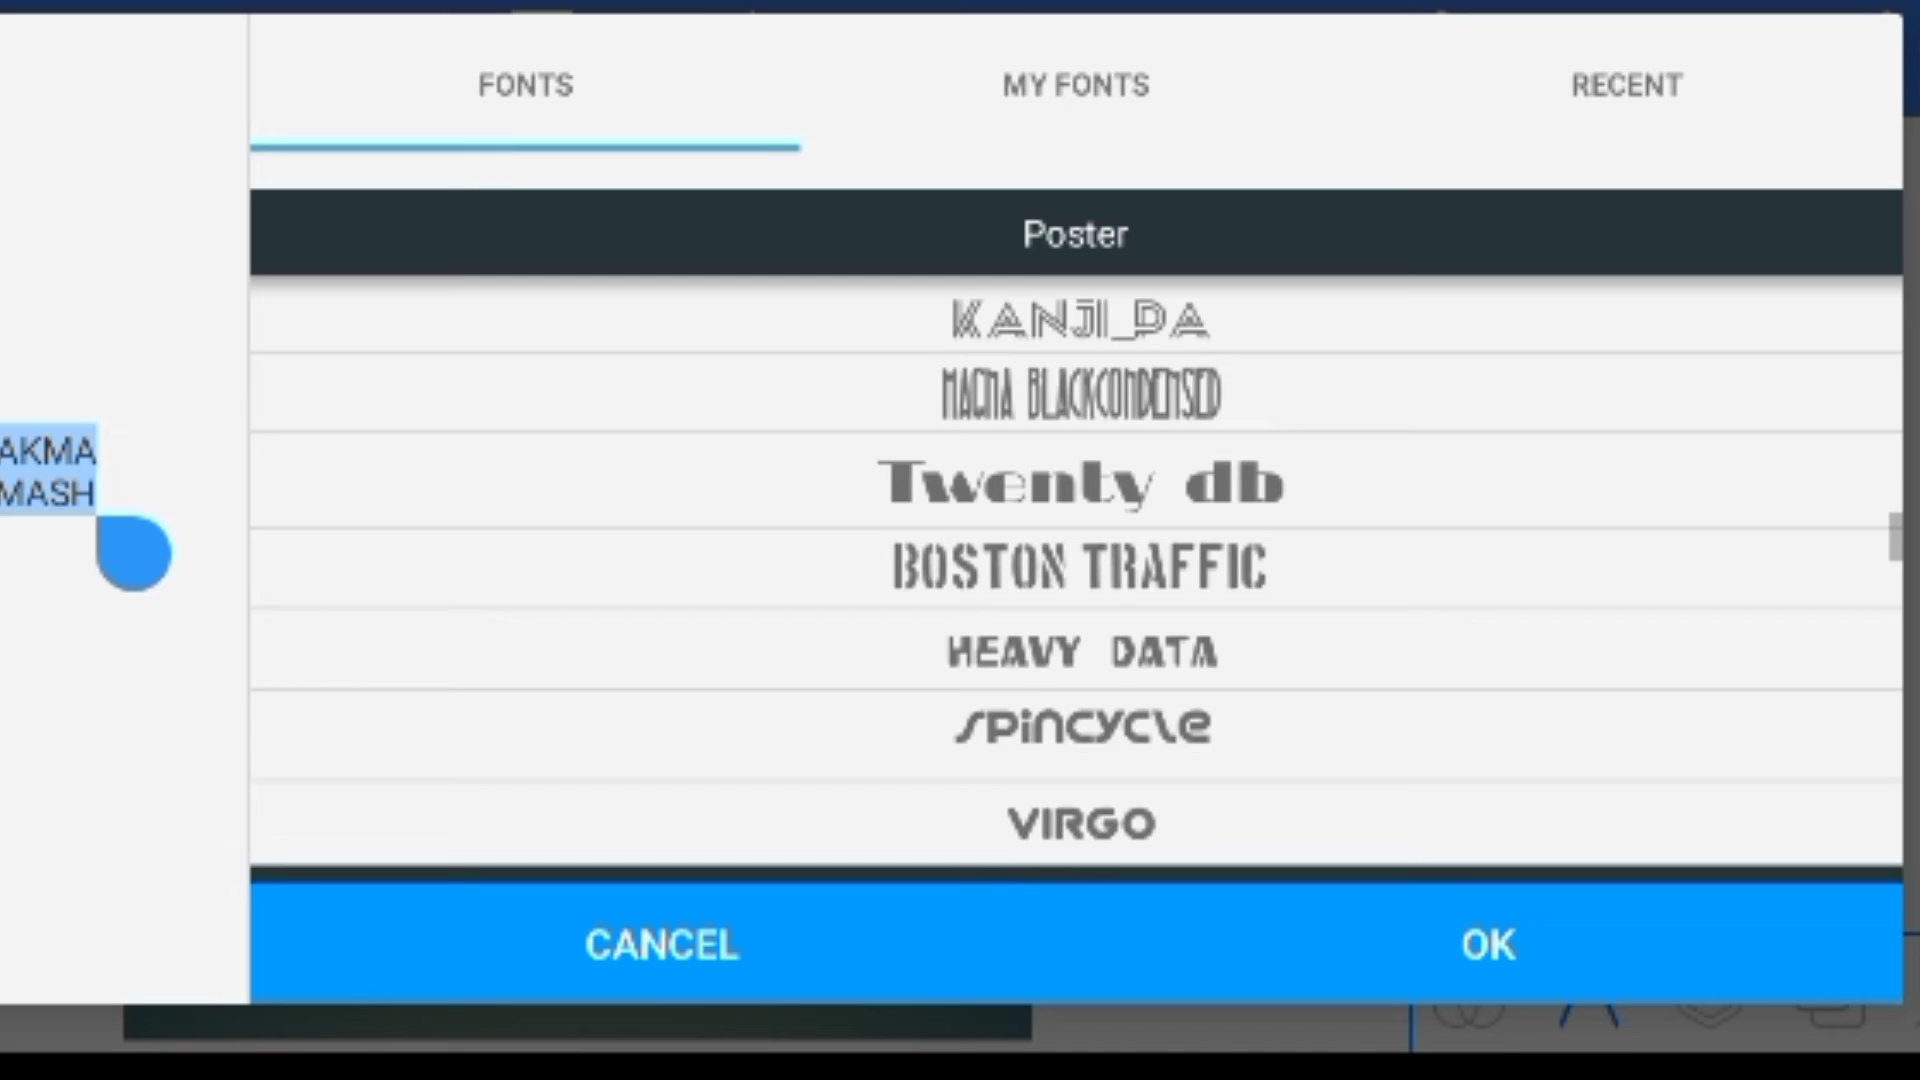 FONTS
MY FONTS
RECENT
Poster
KANJI_DA
MAGNA BLACKCONDENSED
Twenty db
BOSTON TRAFFIC
HEAVY DATA
SPinCYCLe
VIRGO
AKMA
MASH
CANCEL
OK